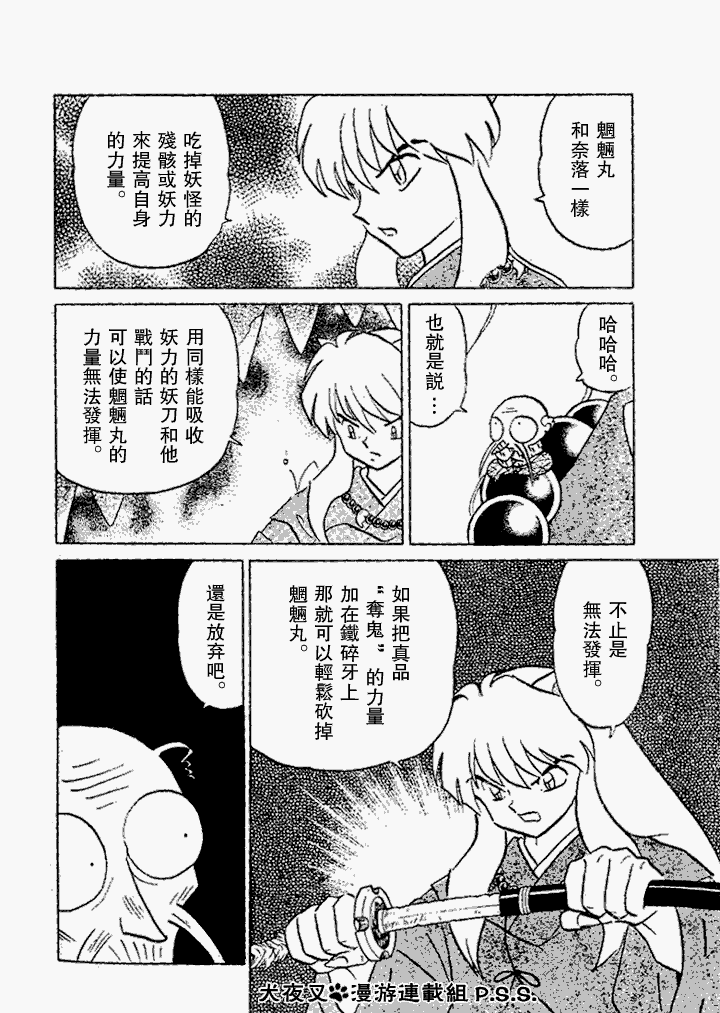 魍魎丸
和奈落一樣
吃掉妖怪的
殘骸或妖力
來提高自身
的力量。
哈哈哈。
也就是説…
用同樣能吸收
妖力的妖刀和他
戰鬥的話
可以使魍魎丸的
力量無法發揮。
不止是
無法發揮。
如果把真品
“奪鬼”的力量
加在鐵碎牙上
那就可以輕鬆砍掉
魍魎丸。
還是放弃吧。
犬夜叉漫游連載組 P.S.S.